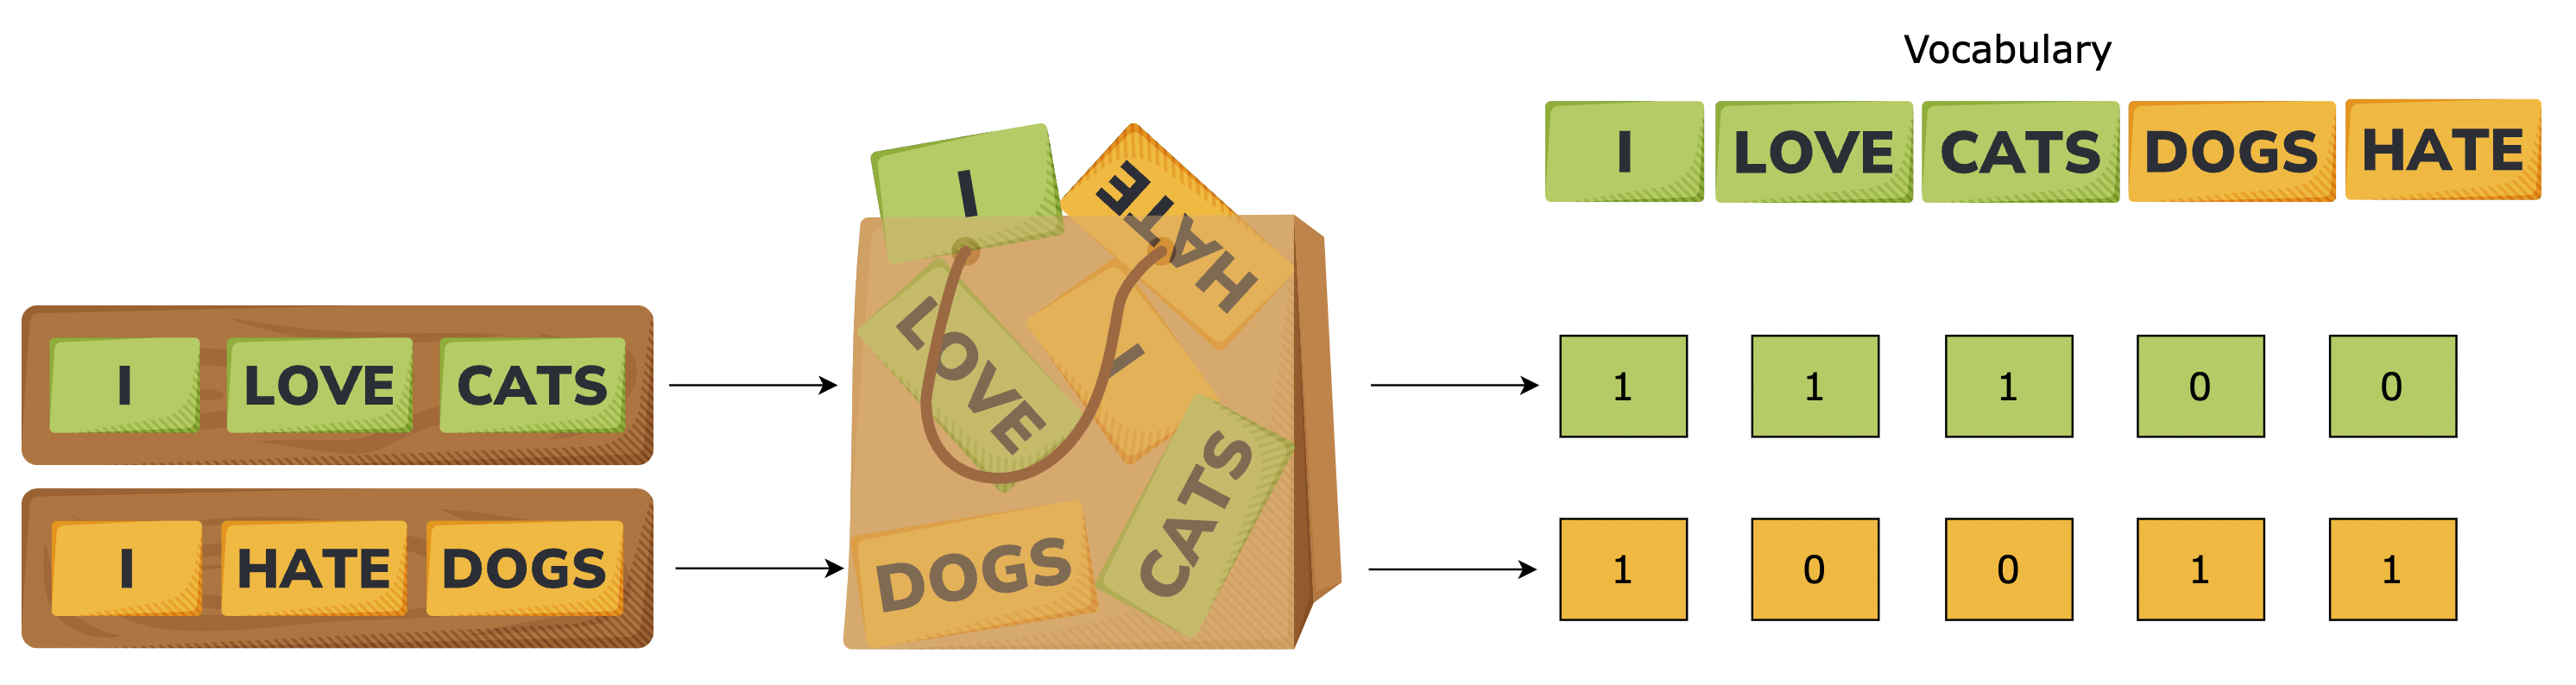 Vocabulary
I LOVE CATS DOGS HATE
I LOVE CATS
I HATE DOGS
I
HATE
LOVE
I
CATS
DOGS
1 1 1 0 0
1 0 0 1 1